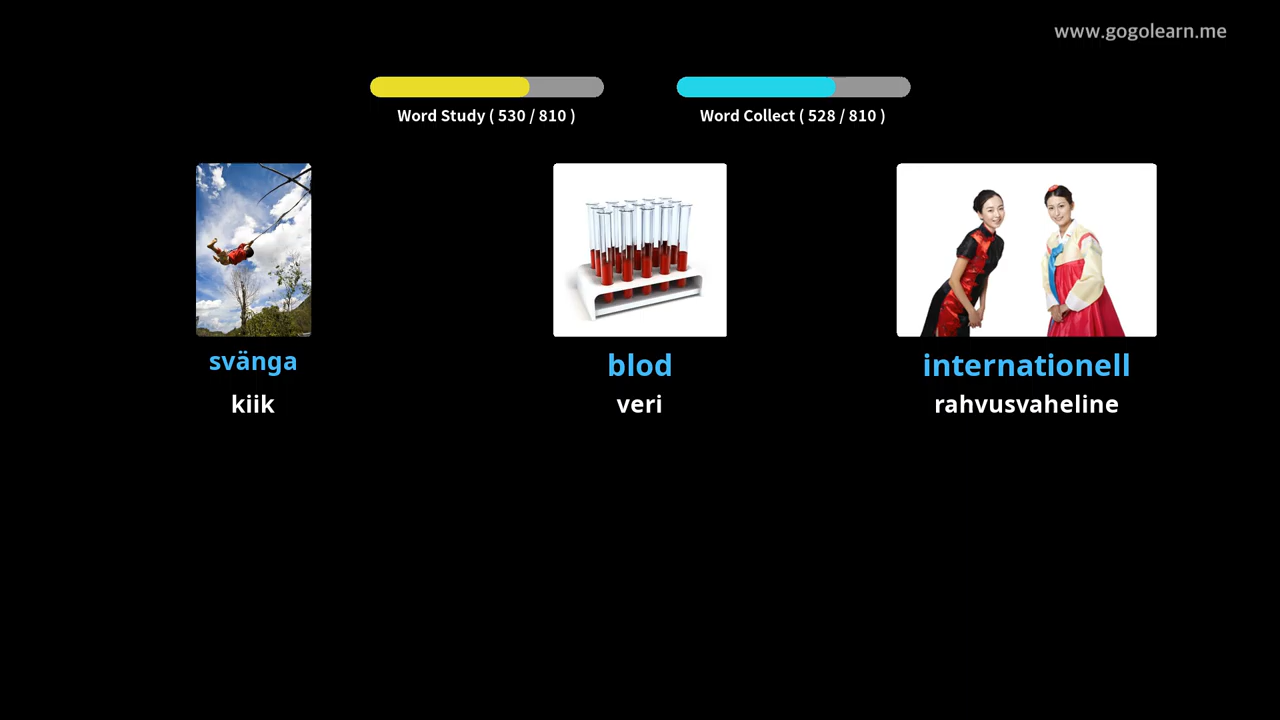 www.gogolearn.me
Word Study ( 530 / 810 )
Word Collect ( 528 / 810 )
svänga
kiik
blod
veri
internationell
rahvusvaheline